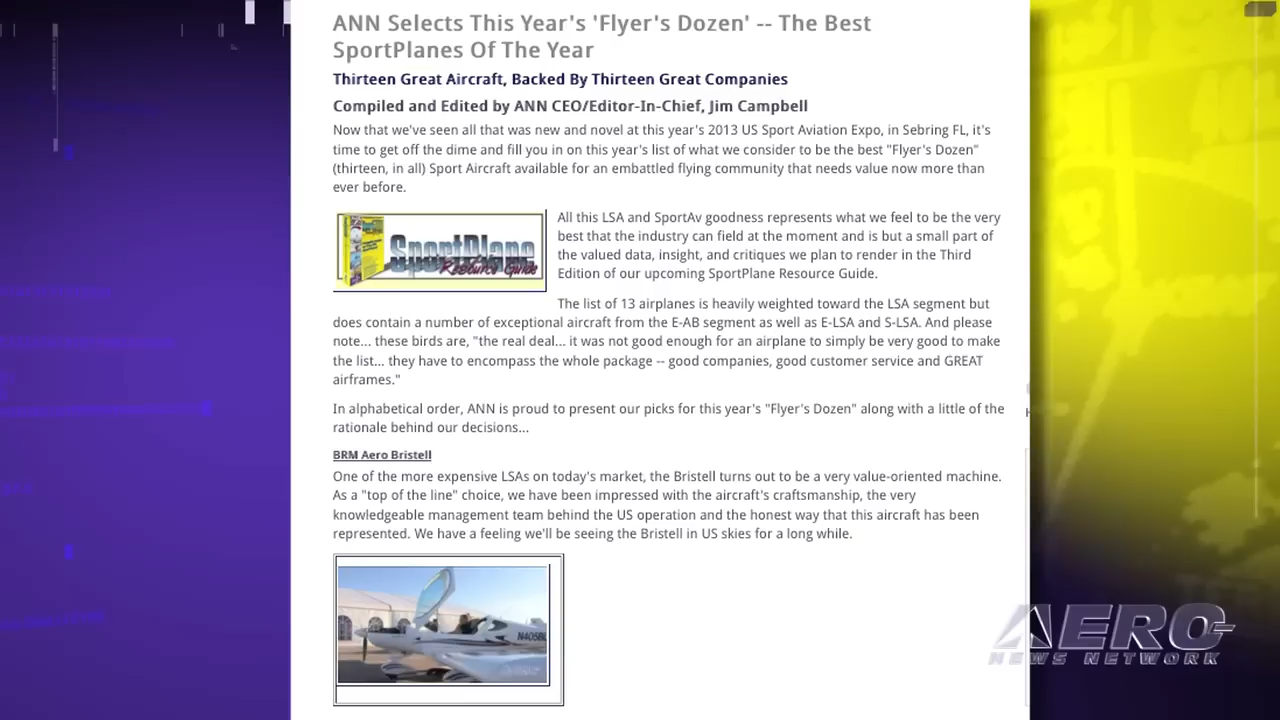 ANN Selects This Year's 'Flyer's Dozen' -- The Best
SportPlanes Of The Year
Thirteen Great Aircraft, Backed By Thirteen Great Companies
Compiled and Edited by ANN CEO/Editor-In-Chief, Jim Campbell
Now that we've seen all that was new and novel at this year's 2013 US Sport Aviation Expo, in Sebring FL, it's
time to get off the dime and fill you in on this year's list of what we consider to be the best "Flyer's Dozen"
(thirteen, in all) Sport Aircraft available for an embattled flying community that needs value now more than
ever before.
SportPlane
Resource Guide
All this LSA and SportAv goodness represents what we feel to be the very
best that the industry can field at the moment and is but a small part of
the valued data, insight, and critiques we plan to render in the Third
Edition of our upcoming SportPlane Resource Guide.
The list of 13 airplanes is heavily weighted toward the LSA segment but
does contain a number of exceptional aircraft from the E-AB segment as well as E-LSA and S-LSA. And please
note... these birds are, "the real deal... it was not good enough for an airplane to simply be very good to make
the list... they have to encompass the whole package -- good companies, good customer service and GREAT
airframes."
In alphabetical order, ANN is proud to present our picks for this year's "Flyer's Dozen" along with a little of the
rationale behind our decisions...
BRM Aero Bristell
One of the more expensive LSAs on today's market, the Bristell turns out to be a very value-oriented machine.
As a "top of the line" choice, we have been impressed with the aircraft's craftsmanship, the very
knowledgeable management team behind the US operation and the honest way that this aircraft has been
represented. We have a feeling we'll be seeing the Bristell in US skies for a long while.
AERO
NEWS NETWORK